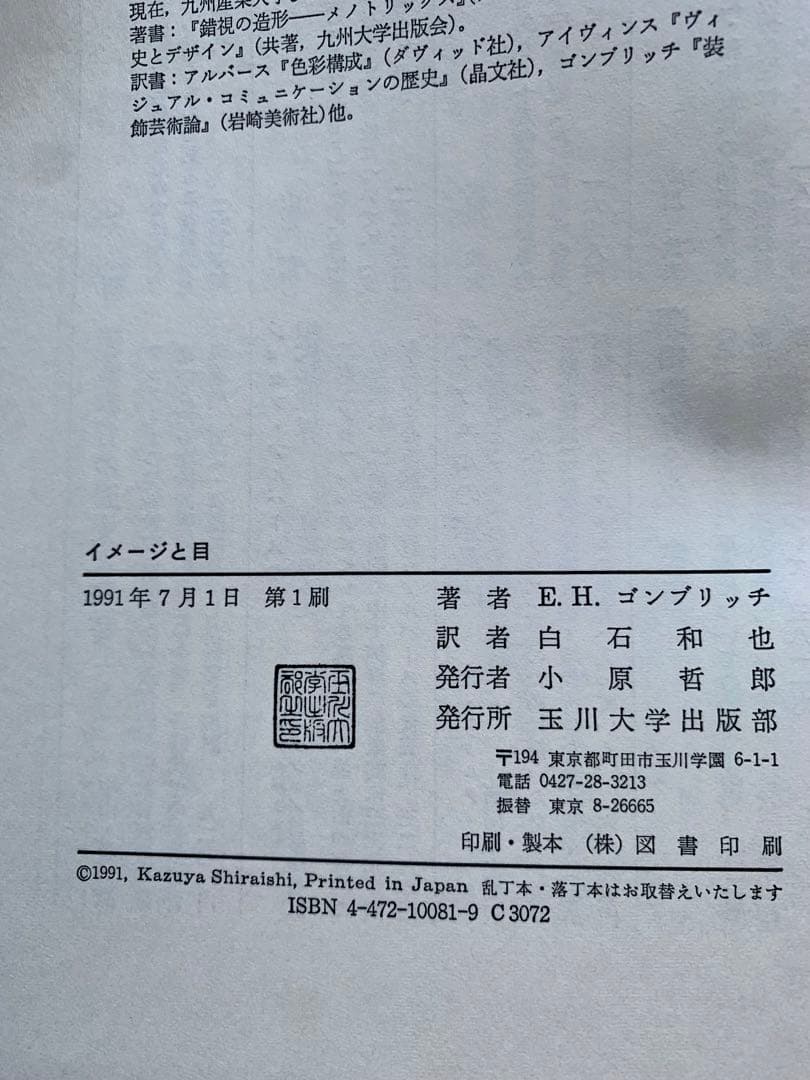 現在，九州産業大学
著書：『錯視の造形――メノトリックス』
史とデザイン』（共著，九州大学出版会）。
訳書：アルバース『色彩構成』（ダヴィッド社），アイヴィンス『ヴィ
ジュアル・コミュニケーションの歴史』（晶文社），ゴンブリッチ『装
飾芸術論』（岩崎美術社）他。
イメージと目
1991年7月1日　第1刷
著者　E. H. ゴンブリッチ
訳者　白石和也
発行者　小原哲郎
発行所　玉川大学出版部
〒194 東京都町田市玉川学園 6-1-1
電話 0427-28-3213
振替　東京 8-26665
印刷・製本　（株）図書印刷
©1991, Kazuya Shiraishi, Printed in Japan 乱丁本・落丁本はお取替えいたします
ISBN 4-472-10081-9 C3072